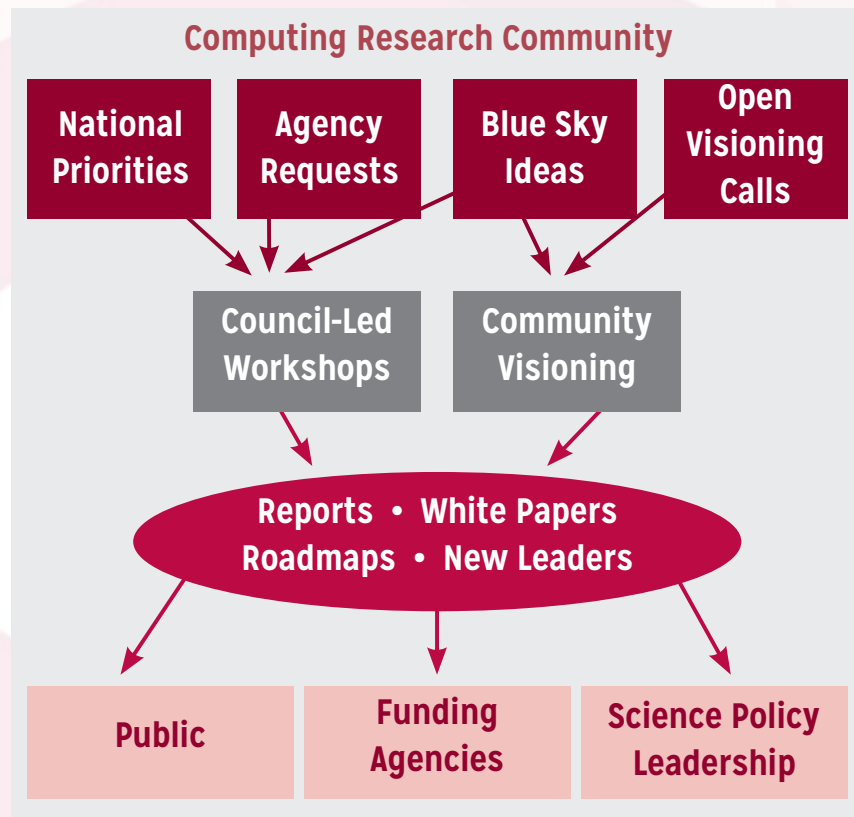 Computing Research Community
National
Priorities
Agency
Requests
Blue Sky
Ideas
Open
Visioning
Calls
Council-Led
Workshops
Community
Visioning
Reports • White Papers
Roadmaps • New Leaders
Public
Funding
Agencies
Science Policy
Leadership